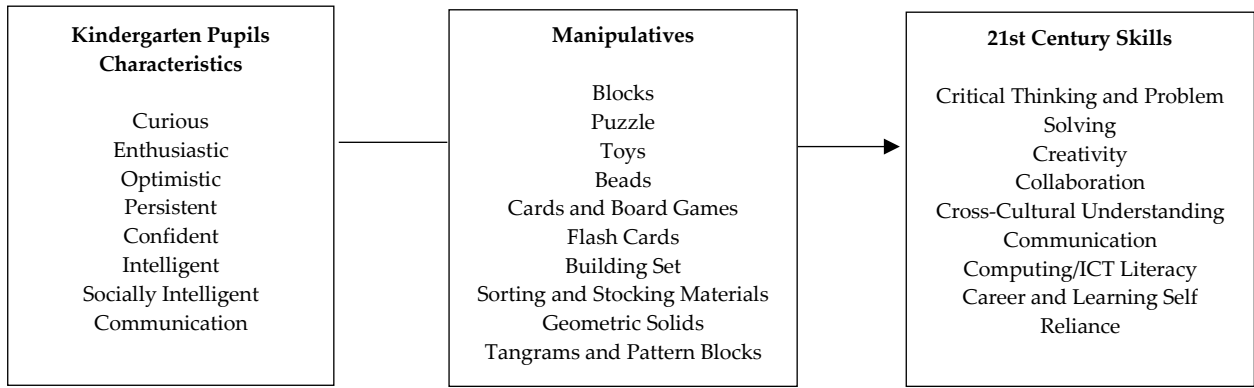 Kindergarten Pupils
Characteristics
Curious
Enthusiastic
Optimistic
Persistent
Confident
Intelligent
Socially Intelligent
Communication
Manipulatives
Blocks
Puzzle
Toys
Beads
Cards and Board Games
Flash Cards
Building Set
Sorting and Stocking Materials
Geometric Solids
Tangrams and Pattern Blocks
21st Century Skills
Critical Thinking and Problem
Solving
Creativity
Collaboration
Cross-Cultural Understanding
Communication
Computing/ICT Literacy
Career and Learning Self
Reliance